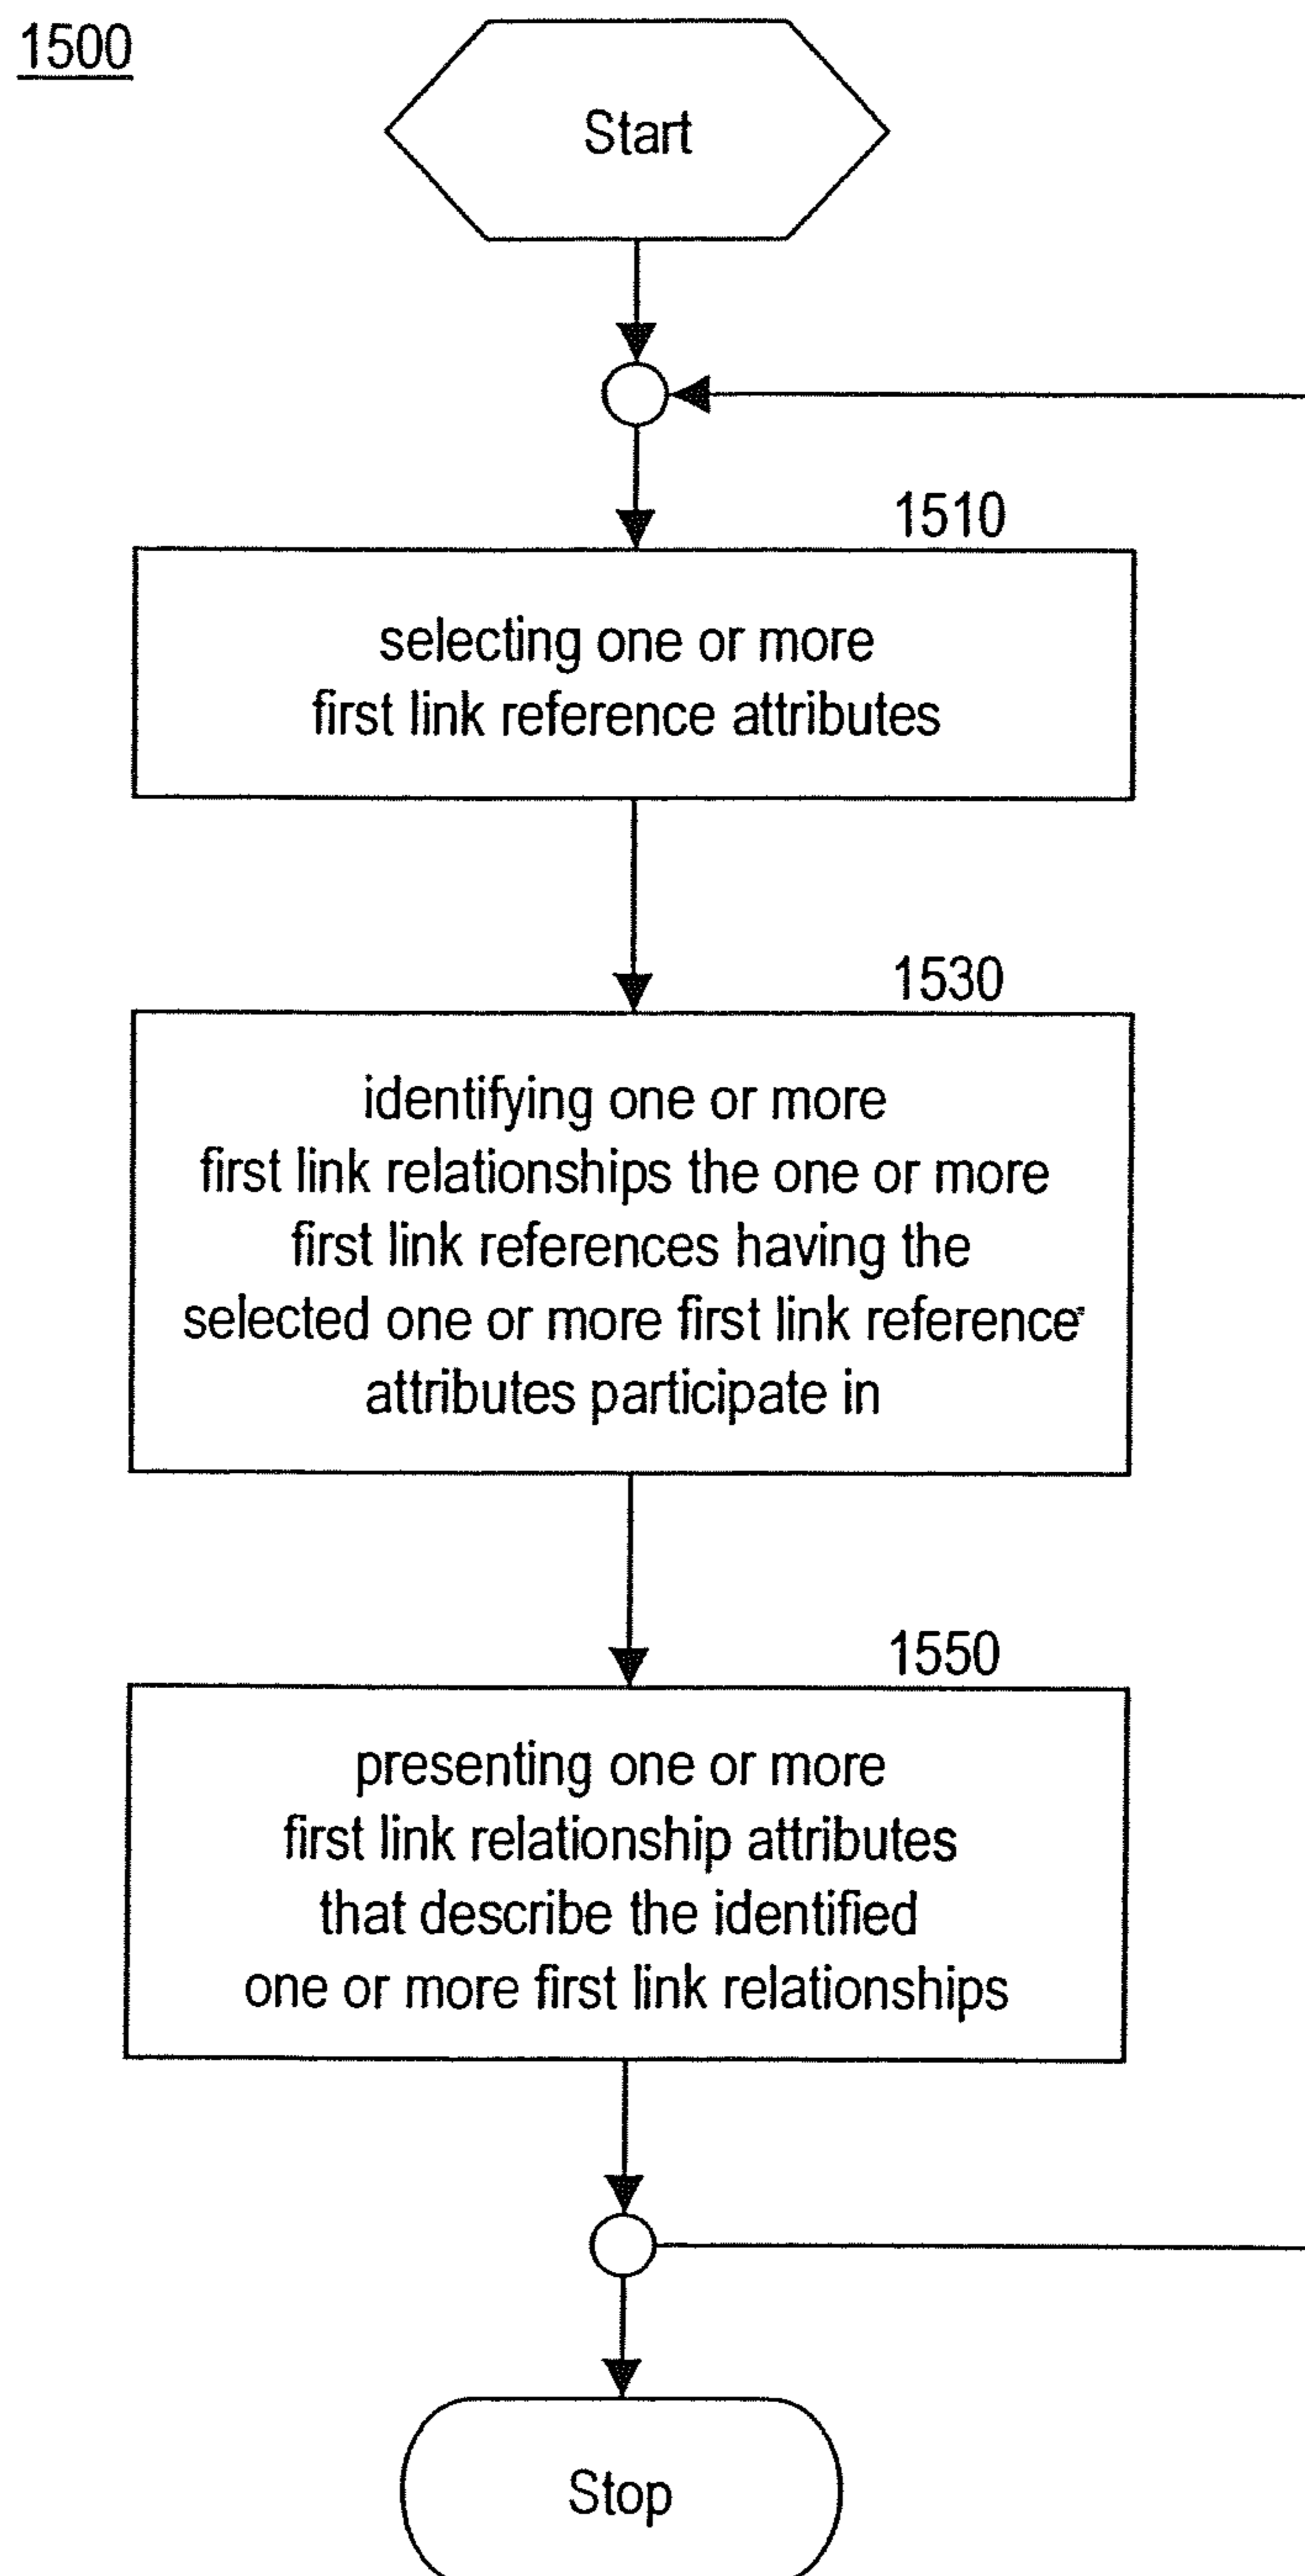 1500
Start
1510
selecting one or more
first link reference attributes
1530
identifying one or more
first link relationships the one or more
first link references having the
selected one or more first link reference
attributes participate in
1550
presenting one or more
first link relationship attributes
that describe the identified
one or more first link relationships
Stop